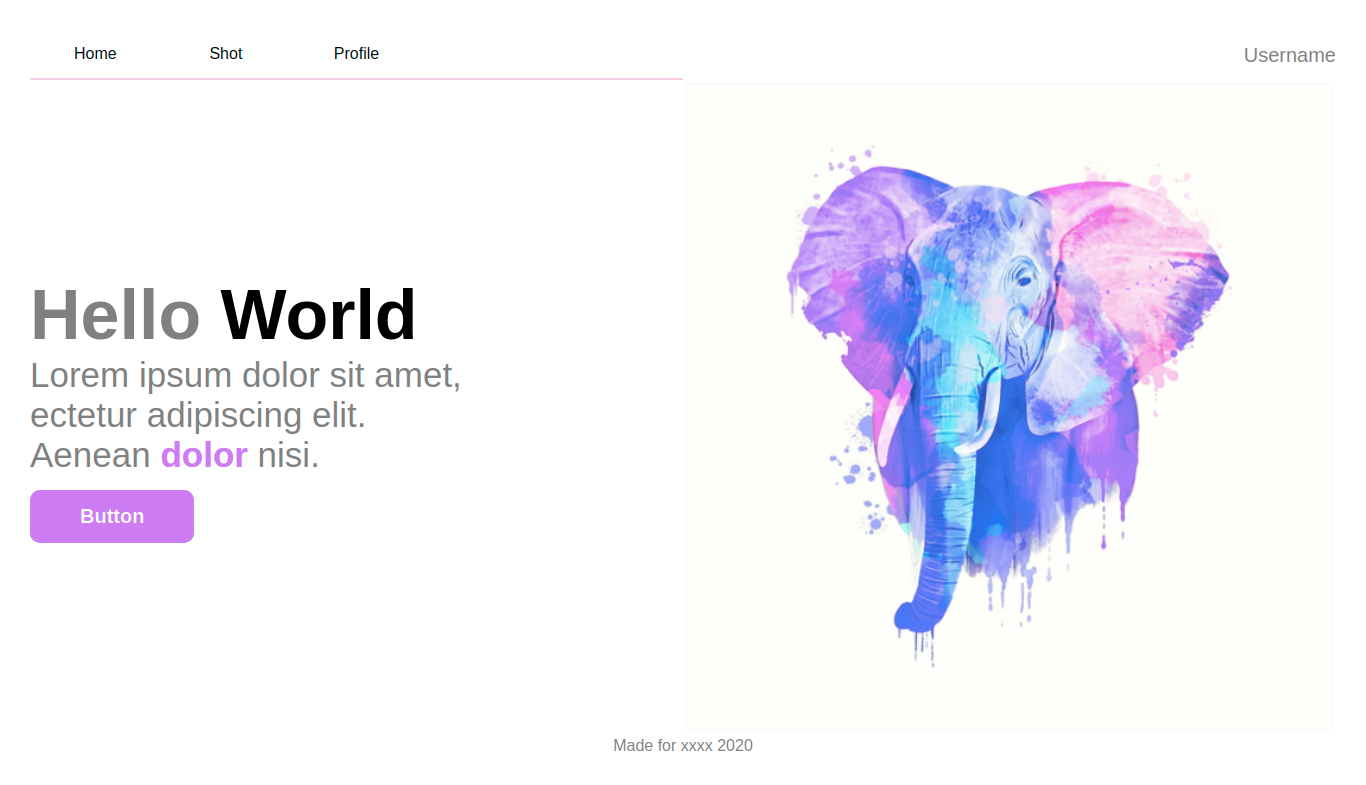 Home Shot Profile Username
Hello World
Lorem ipsum dolor sit amet,
ectetur adipiscing elit.
Aenean dolor nisi.
Button
Made for xxxx 2020